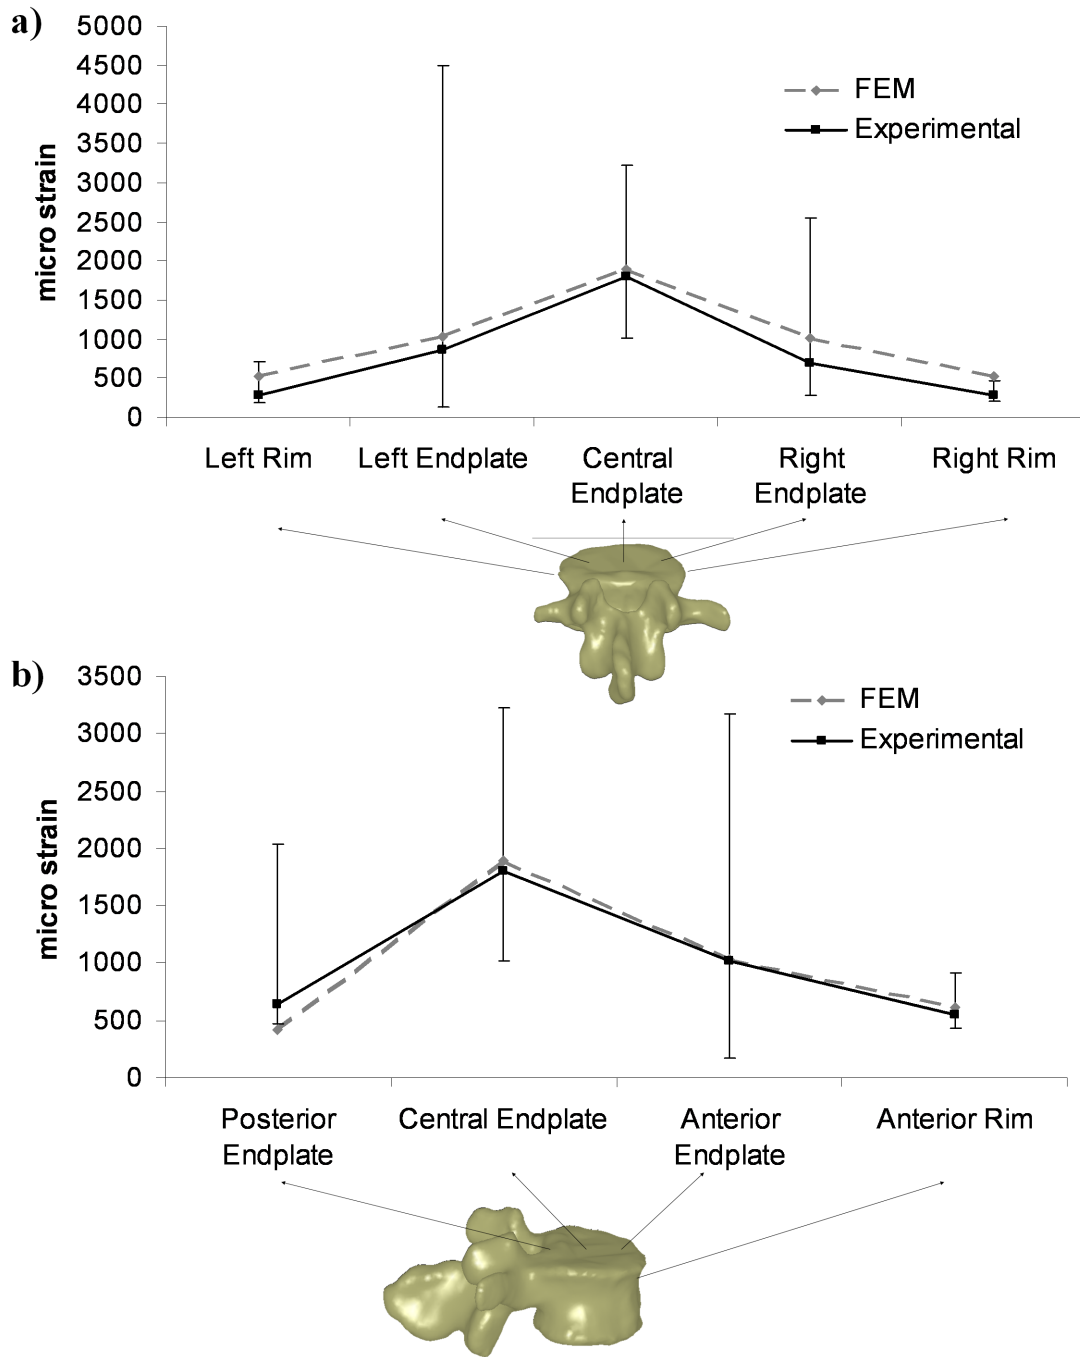 a)
5000
4500
4000
3500
3000
2500
2000
1500
1000
500
0
micro strain
FEM
Experimental
Left Rim
Left Endplate
Central
Endplate
Right
Endplate
Right Rim
b)
3500
3000
2500
2000
1500
1000
500
0
micro strain
FEM
Experimental
Posterior
Endplate
Central Endplate
Anterior
Endplate
Anterior Rim